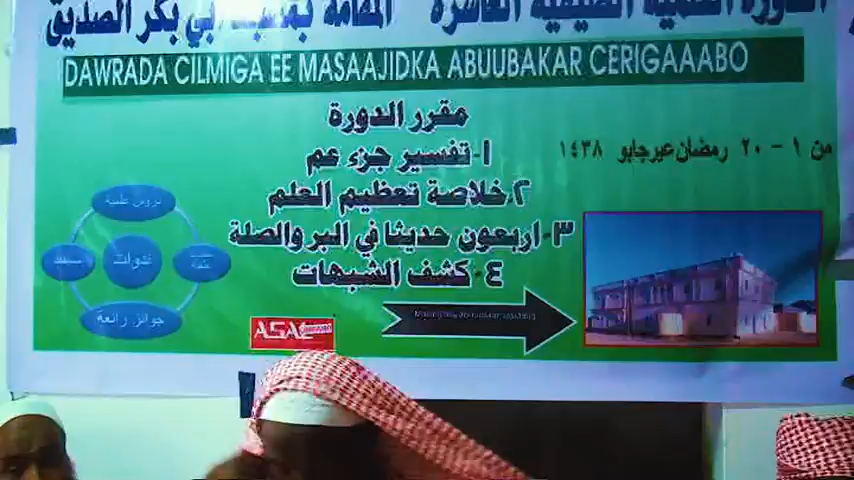 الدورة العلمية الصيفية العاشرة المقامة بمسجد أبي بكر الصديق
DAWRADA CILMIGA EE MASAAJIDKA ABUUBAKAR CERIGAAABO
مقرر الدورة
من ١ - ٢٠ رمضان عيرجابو ١٤٣٨
١- تفسير جزء عم
٢. خلاصة تعظيم العلم
٣- اربعون حديثا في البر والصلة
٤- كشف الشبهات
دروس علمية
ندوات
جوائز رائعة
ASAL